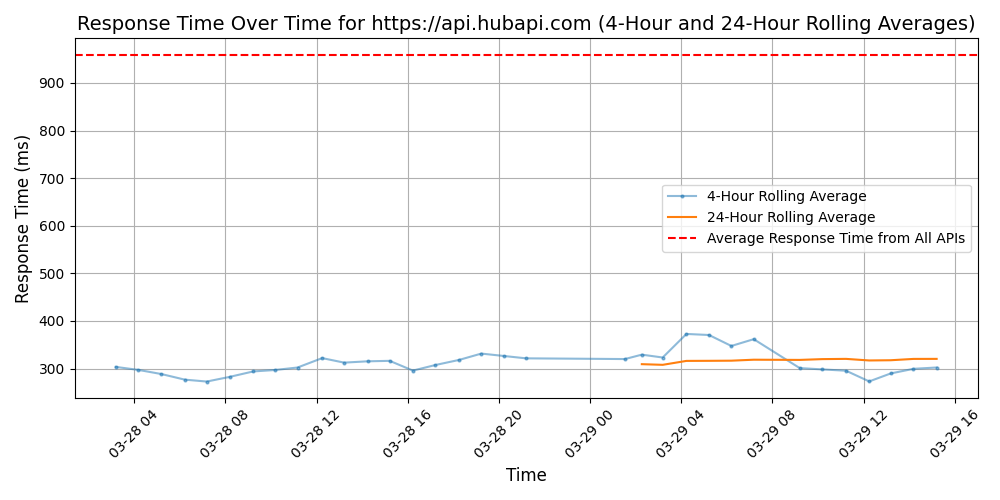 Response Time Over Time for https://api.hubapi.com (4-Hour and 24-Hour Rolling Averages)
Response Time (ms)
900
800
700
600
500
400
300
4-Hour Rolling Average
24-Hour Rolling Average
Average Response Time from All APIs
03-28 04
03-28 08
03-28 12
03-28 16
03-28 20
03-29 00
03-29 04
03-29 08
03-29 12
03-29 16
Time